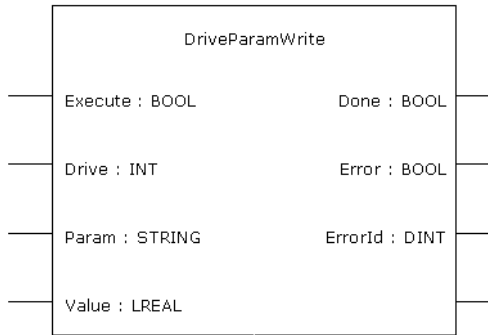 DriveParamWrite
Execute : BOOL Done : BOOL
Drive : INT Error : BOOL
Param : STRING ErrorId : DINT
Value : LREAL